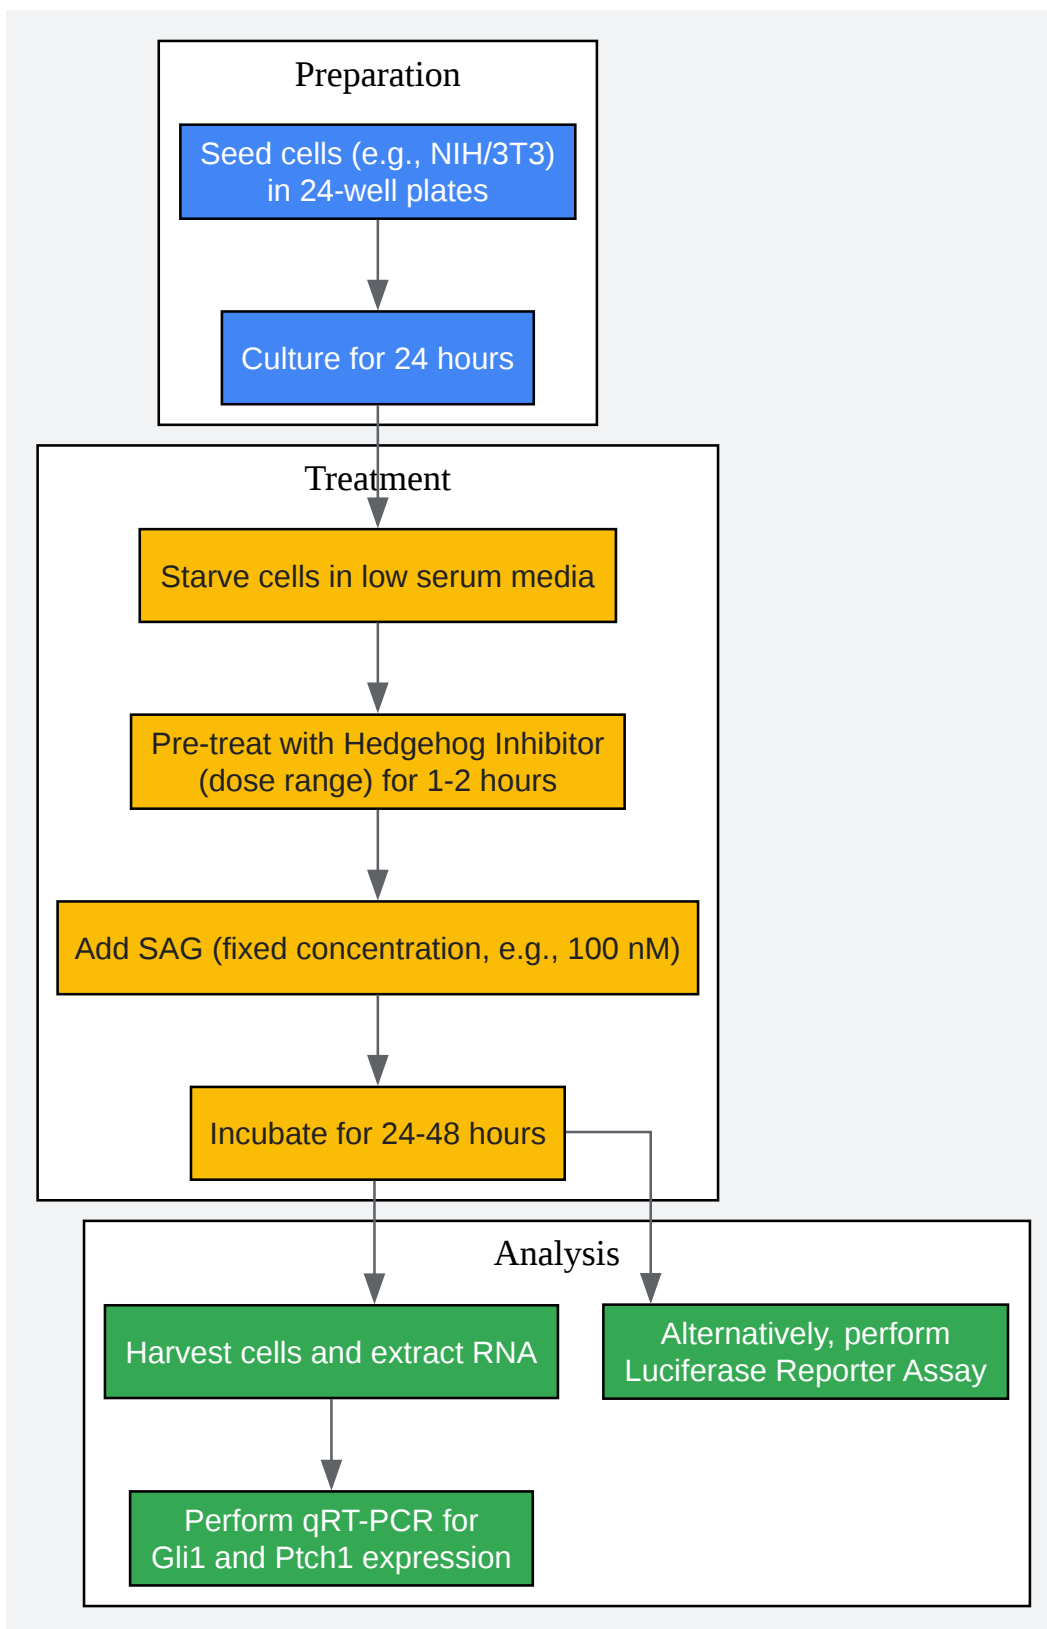 Preparation
Seed cells (e.g., NIH/3T3)
in 24-well plates
Culture for 24 hours
Treatment
Starve cells in low serum media
Pre-treat with Hedgehog Inhibitor
(dose range) for 1-2 hours
Add SAG (fixed concentration, e.g., 100 nM)
Incubate for 24-48 hours
Analysis
Harvest cells and extract RNA
Alternatively, perform
Luciferase Reporter Assay
Perform qRT-PCR for
Gli1 and Ptch1 expression